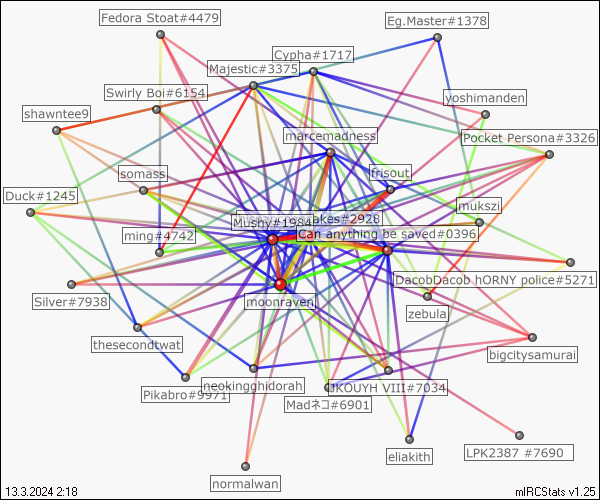 Fedora Stoat#4479
Eg.Master#1378
Cypha#1717
Majestic#3375
Swirly Boi#6154
yoshimanden
shawntee9
marcemadness
Pocket Persona#3326
somass
frisout
Duck#1245
mukszi
Mushy#1984
akes#2928
ming#4742
Can anything be saved#0396
DacobDacob hORNY police#5271
Silver#7938
moonraven
zebula
thesecondtwat
bigcitysamurai
Pikabro#9971
neokingghidorah
JKOUYH VIII#7034
Madネコ#6901
eliakith
LPK2387 #7690
normalwan
13.3.2024 2:18
mIRCStats v1.25